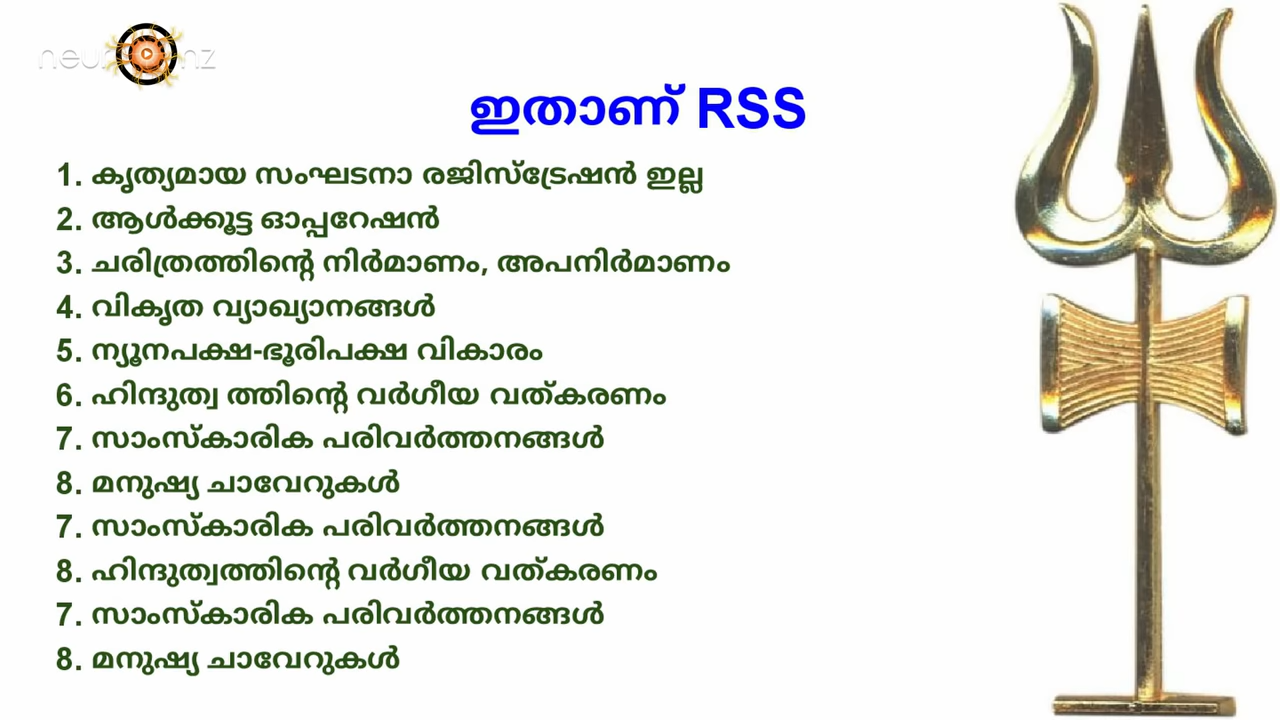 ഇതാണ് RSS
1. കൃത്യമായ സംഘടനാ രജിസ്ട്രേഷൻ ഇല്ല
2. ആൾക്കൂട്ട ഓപ്പറേഷൻ
3. ചരിത്രത്തിന്റെ നിർമാണം, അപനിർമാണം
4. വികൃത വ്യാഖ്യാനങ്ങൾ
5. ന്യൂനപക്ഷ-ഭൂരിപക്ഷ വികാരം
6. ഹിന്ദുത്വ ത്തിന്റെ വർഗീയ വത്കരണം
7. സാംസ്കാരിക പരിവർത്തനങ്ങൾ
8. മനുഷ്യ ചാവേറുകൾ
7. സാംസ്കാരിക പരിവർത്തനങ്ങൾ
8. ഹിന്ദുത്വത്തിന്റെ വർഗീയ വത്കരണം
7. സാംസ്കാരിക പരിവർത്തനങ്ങൾ
8. മനുഷ്യ ചാവേറുകൾ